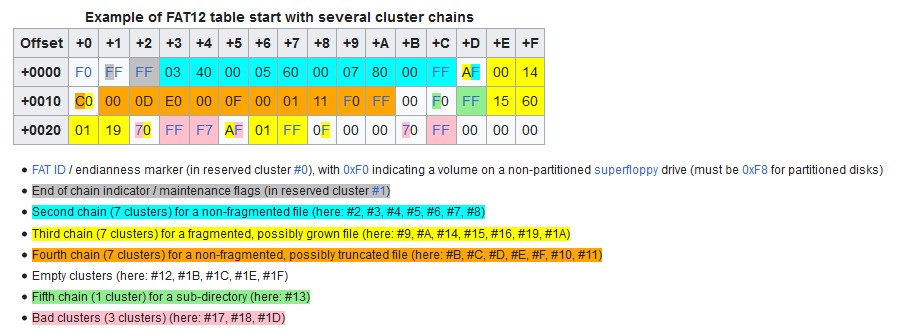 Example of FAT12 table start with several cluster chains
Offset +0 +1 +2 +3 +4 +5 +6 +7 +8 +9 +A +B +C +D +E +F
+0000 F0 FF FF 03 40 00 05 60 00 07 80 00 FF AF 00 14
+0010 C0 00 0D E0 00 0F 00 01 11 F0 FF 00 F0 FF 15 60
+0020 01 19 70 FF F7 AF 01 FF 0F 00 00 70 FF 00 00 00
• FAT ID / endianness marker (in reserved cluster #0), with 0xF0 indicating a volume on a non-partitioned superfloppy drive (must be 0xF8 for partitioned disks)
• End of chain indicator / maintenance flags (in reserved cluster #1)
• Second chain (7 clusters) for a non-fragmented file (here: #2, #3, #4, #5, #6, #7, #8)
• Third chain (7 clusters) for a fragmented, possibly grown file (here: #9, #A, #14, #15, #16, #19, #1A)
• Fourth chain (7 clusters) for a non-fragmented, possibly truncated file (here: #B, #C, #D, #E, #F, #10, #11)
• Empty clusters (here: #12, #1B, #1C, #1E, #1F)
• Fifth chain (1 cluster) for a sub-directory (here: #13)
• Bad clusters (3 clusters) (here: #17, #18, #1D)